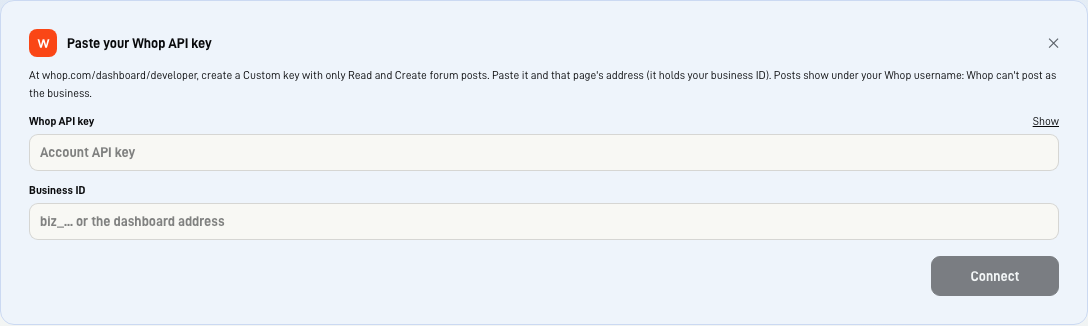 W Paste your Whop API key
At whop.com/dashboard/developer, create a Custom key with only Read and Create forum posts. Paste it and that page's address (it holds your business ID). Posts show under your Whop username: Whop can't post as
the business.
Whop API key Show
Account API key
Business ID
biz_... or the dashboard address
Connect